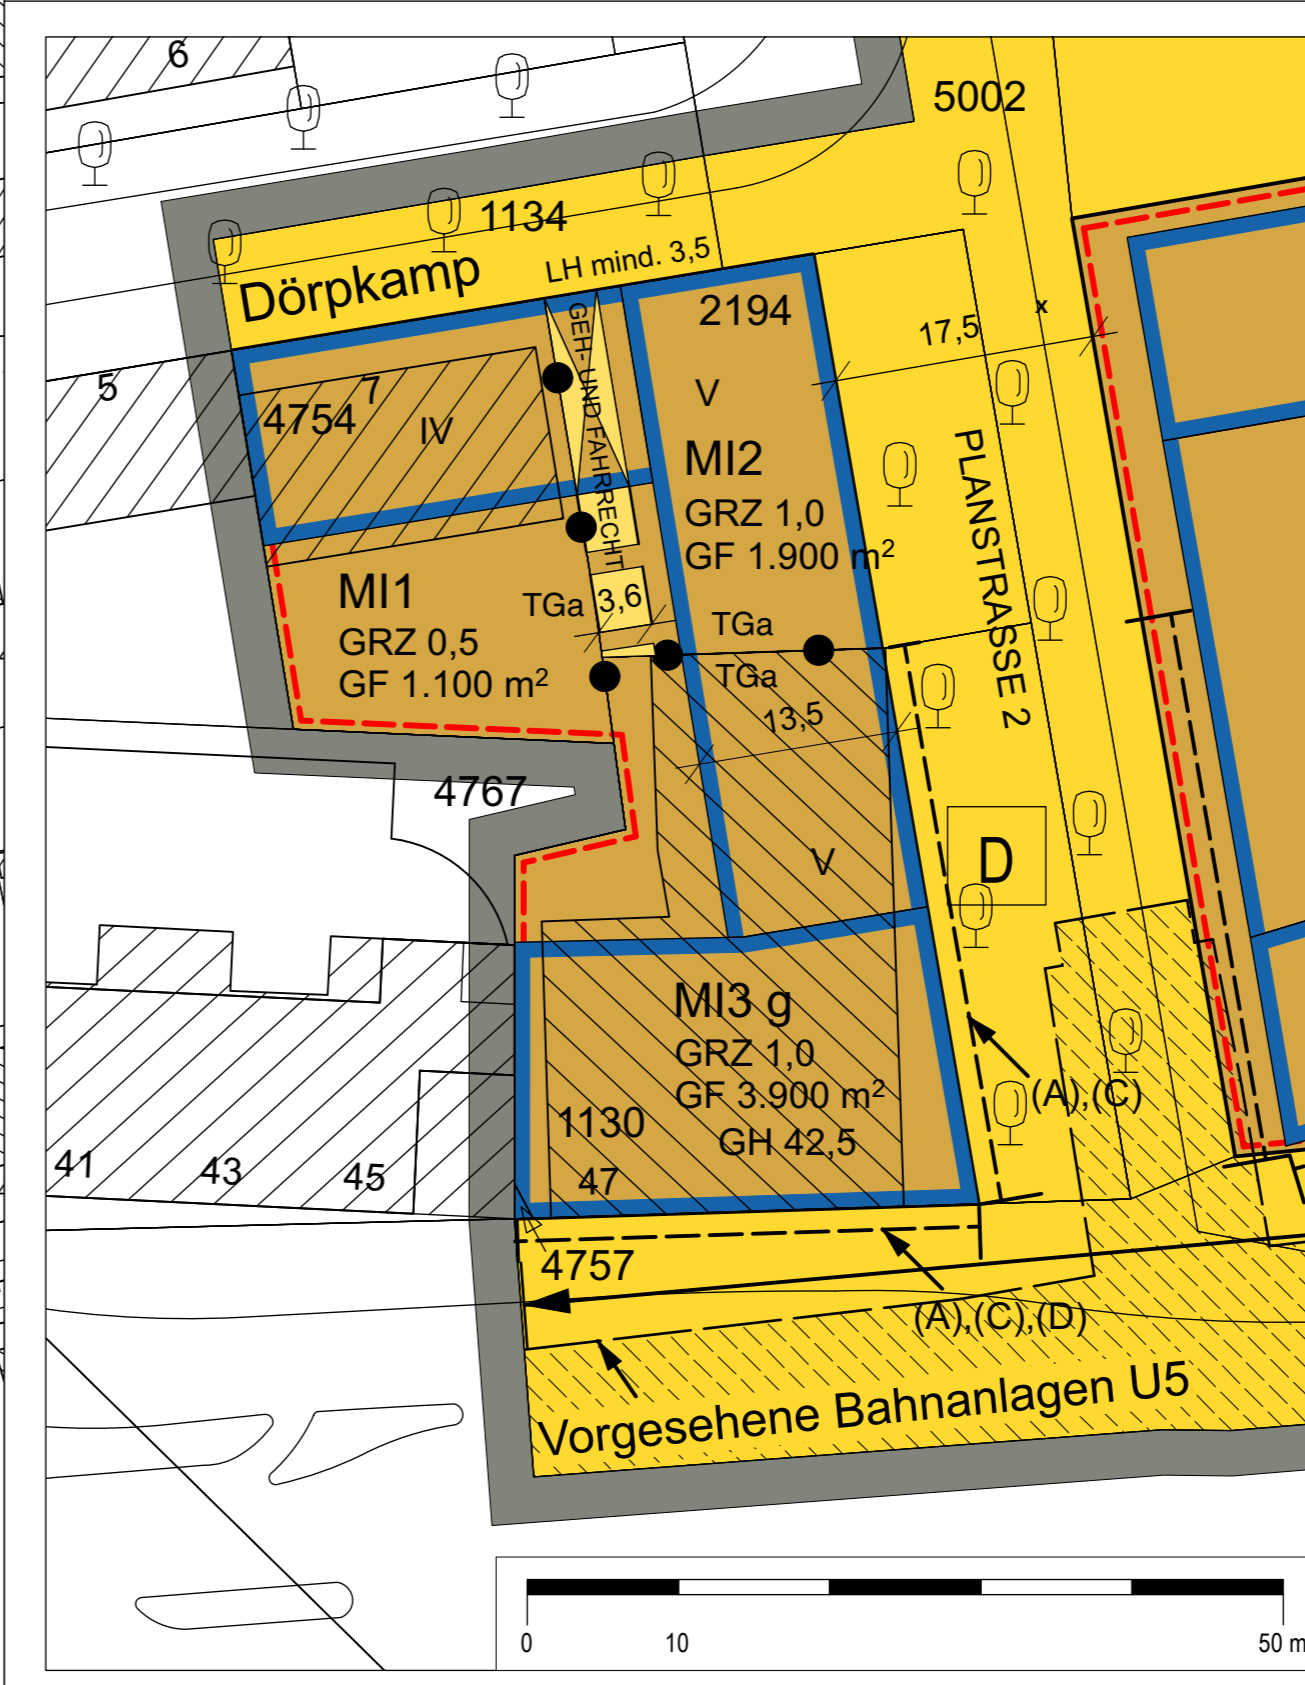 6
5002
1134
Dörpkamp
LH mind. 3,5
2194
17,5
x
5
7
4754
IV
GEH- UND FAHRRECHT
V
MI2
GRZ 1,0
GF 1.900 m²
PLANSTRASSE 2
MI1
GRZ 0,5
GF 1.100 m²
TGa
3,6
TGa
TGa
13,5
4767
V
D
MI3 g
GRZ 1,0
GF 3.900 m²
GH 42,5
(A),(C)
1130
47
41
43
45
4757
(A),(C),(D)
Vorgesehene Bahnanlagen U5
0
10
50 m